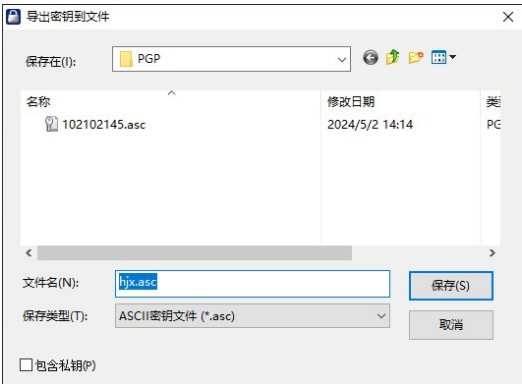 导出密钥到文件
保存在(I): PGP
名称 修改日期 类
102102145.asc 2024/5/2 14:14 PG
文件名(N): hjx.asc 保存(S)
保存类型(T): ASCII密钥文件 (*.asc) 取消
包含私钥(P)